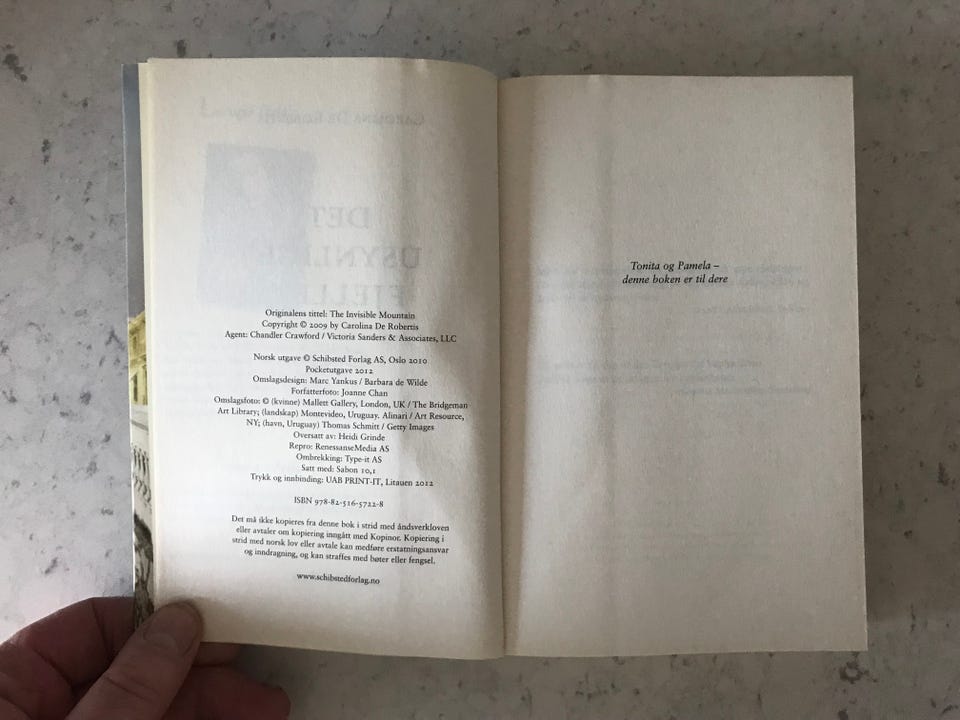 Originalens tittel: The Invisible Mountain
Copyright © 2009 by Carolina De Robertis
Agent: Chandler Crawford / Victoria Sanders & Associates, LLC
Norsk utgave © Schibsted Forlag AS, Oslo 2010
Pocketutgave 2012
Omslagsdesign: Marc Yankus / Barbara de Wilde
Forfatterfoto: Joanne Chan
Omslagsfoto: © (kvinne) Mallett Gallery, London, UK / The Bridgeman
Art Library; (landskap) Montevideo, Uruguay. Alinari / Art Resource,
NY; (havn, Uruguay) Thomas Schmitt / Getty Images
Oversatt av: Heidi Grinde
Repro: RenessanseMedia AS
Ombrekking: Type-it AS
Satt med: Sabon 10,1
Trykk og innbinding: UAB PRINT-IT, Litauen 2012
ISBN 978-82-516-5722-8
Det må ikke kopieres fra denne bok i strid med åndsverkloven
eller avtaler om kopiering inngått med Kopinor. Kopiering i
strid med norsk lov eller avtale kan medføre erstatningsansvar
og inndragning, og kan straffes med bøter eller fengsel.
www.schibstedforlag.no
Tonita og Pamela –
denne boken er til dere